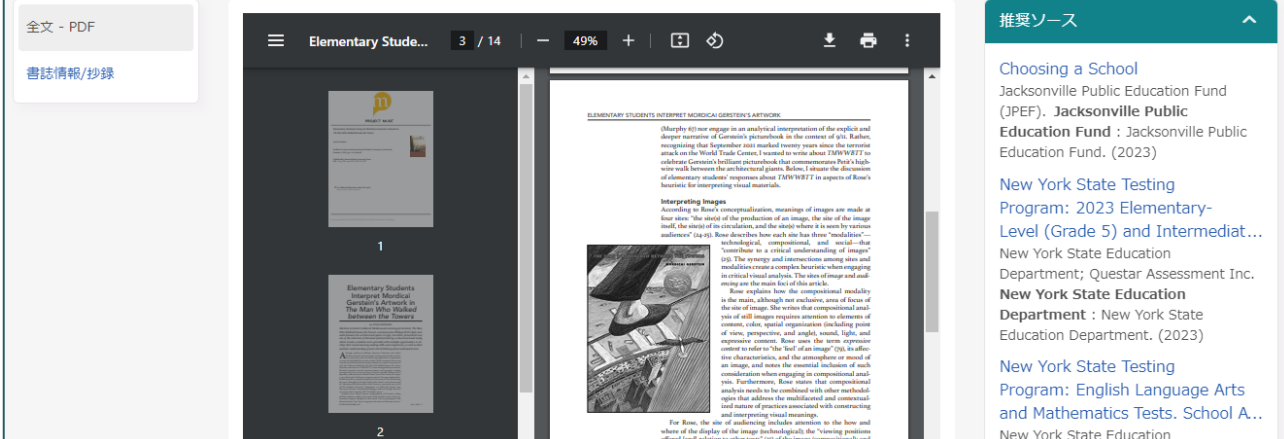 全文 - PDF
書誌情報/抄録
Elementary Stude...
3 / 14
49%
PROJECT MUSE
1
Elementary Students
Interpret Mordicai
Gerstein's Artwork in
The Man Who Walked
between the Towers
2
ELEMENTARY STUDENTS INTERPRET MORDICAI GERSTEIN'S ARTWORK
(Murphy 67) nor engage in an analytical interpretation of the explicit and
deeper narrative of Gerstein's picturebook in the context of 9/11. Rather,
recognizing that September 2021 marked twenty years since the terrorist
attack on the World Trade Center, I wanted to write about TMWWBTT to
celebrate Gerstein's brilliant picturebook that commemorates Petit's high-
wire walk between the architectural giants. Below, I situate the discussion
of elementary students' responses about TMWWBTT in aspects of Rose's
heuristic for interpreting visual materials.
Interpreting Images
According to Rose's conceptualization, meanings of images are made at
four sites: "the site(s) of the production of an image, the site of the image
itself, the site(s) of its circulation, and the site(s) where it is seen by various
audiences" (24-25). Rose describes how each site has three "modalities"—
technological, compositional, and social—that
"contribute to a critical understanding of images"
(25). The synergy and intersections among sites and
modalities create a complex heuristic when engaging
in critical visual analysis. The sites of image and audi-
encing are the main foci of this article.
Rose explains how the compositional modality
is the main, although not exclusive, area of focus of
the site of image. She writes that compositional anal-
ysis of still images requires attention to elements of
content, color, spatial organization (including point
of view, perspective, and angle), sound, light, and
expressive content. Rose uses the term expressive
content to refer to "the 'feel' of an image" (79), its affec-
tive characteristics, and the atmosphere or mood of
an image, and notes the essential inclusion of such
consideration when engaging in compositional anal-
ysis. Furthermore, Rose states that compositional
analysis needs to be combined with other methodol-
ogies that address the multifaceted and contextual-
ized nature of practices associated with constructing
and interpreting visual meanings.
For Rose, the site of audiencing includes attention to the how and
where of the display of the image (technological); the "viewing positions
MORDICAI GERSTEIN
推奨ソース
Choosing a School
Jacksonville Public Education Fund
(JPEF). Jacksonville Public
Education Fund : Jacksonville Public
Education Fund. (2023)
New York State Testing
Program: 2023 Elementary-
Level (Grade 5) and Intermediat...
New York State Education
Department; Questar Assessment Inc.
New York State Education
Department : New York State
Education Department. (2023)
New York State Testing
Program: English Language Arts
and Mathematics Tests. School A...
New York State Education